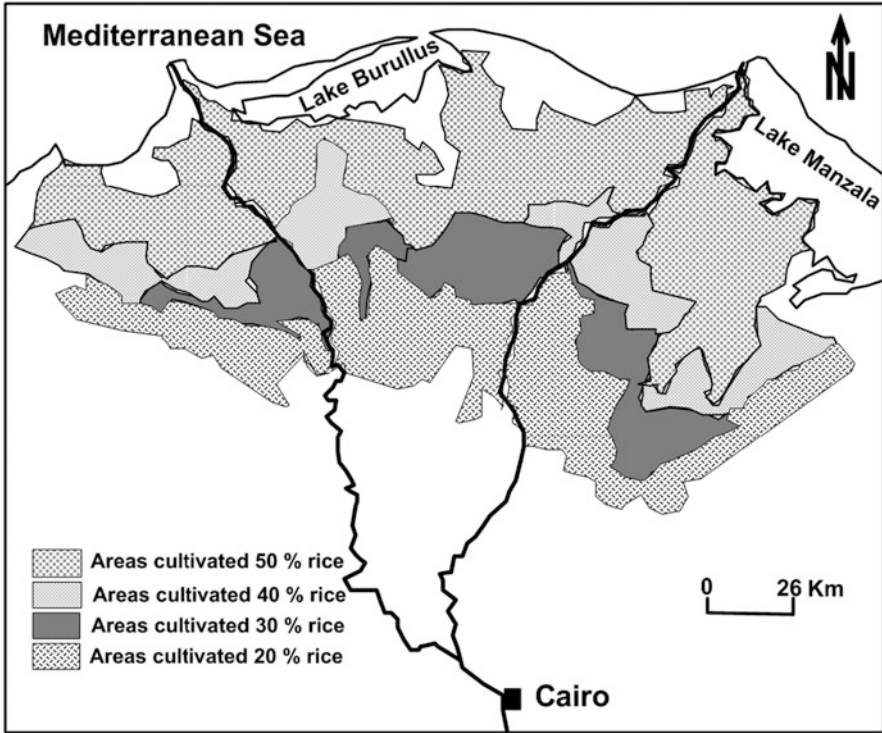 Mediterranean Sea
N
Lake Burullus
Lake Manzala
Areas cultivated 50 % rice
Areas cultivated 40 % rice
Areas cultivated 30 % rice
Areas cultivated 20 % rice
0 26 Km
Cairo